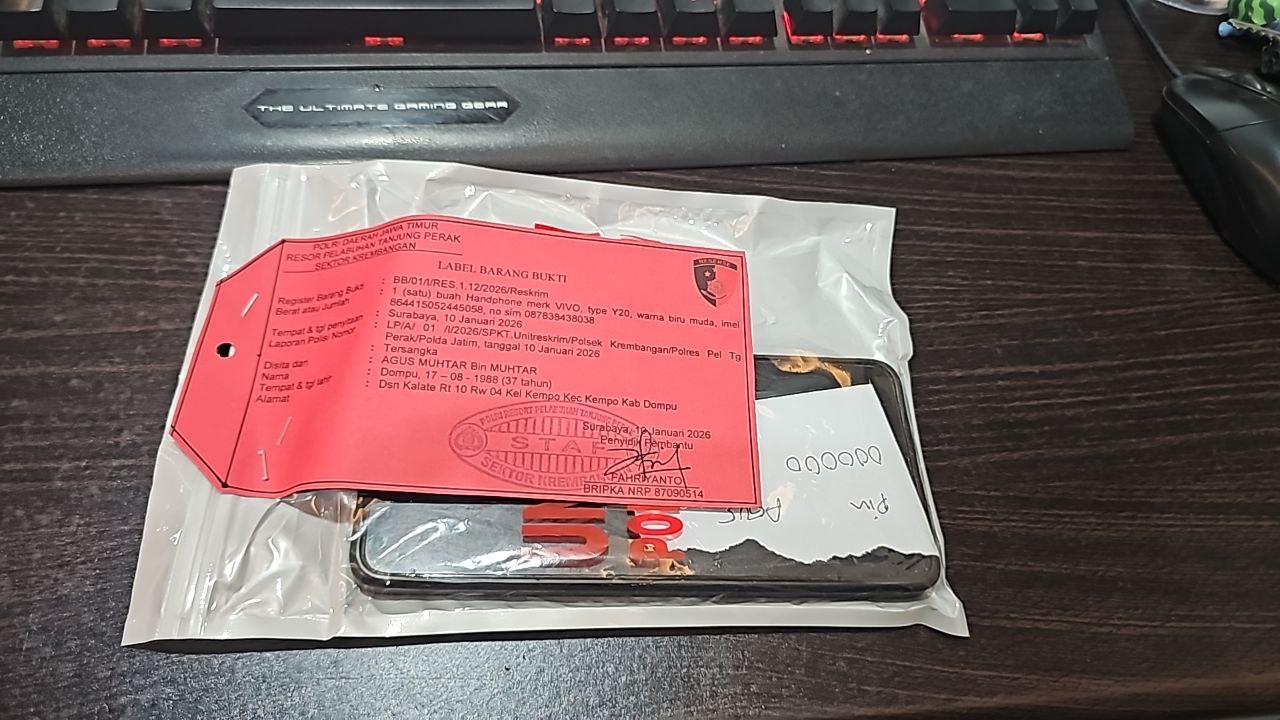 THE ULTIMATE GAMING GEAR
POLRI DAERAH JAWA TIMUR
RESOR PELABUHAN TANJUNG PERAK
SEKTOR KREMBANGAN
LABEL BARANG BUKTI
RESERSE
Register Barang Bukti : BB/01/I/RES.1.12/2026/Reskrim
Berat atau Jumlah : 1 (satu) buah Handphone merk VIVO, type Y20, warna biru muda, imei
864415052445058, no sim 087838438038
Tempat & tgl penyitaan : Surabaya, 10 Januari 2026
Laporan Polisi Nomor : LP/A/ 01 /I/2026/SPKT.Unitreskrim/Polsek Krembangan/Polres Pel Tg
Perak/Polda Jatim, tanggal 10 Januari 2026
Disita dari : Tersangka
Nama : AGUS MUHTAR Bin MUHTAR
Tempat & tgl lahir : Dompu, 17 – 08 - 1988 (37 tahun)
Alamat : Dsn Kalate Rt 10 Rw 04 Kel Kempo Kec Kempo Kab Dompu
Surabaya, 10 Januari 2026
Penyidik Pembantu
POLRI RESORT PELABUHAN TANJUNG
STAF
SEKTOR KREMBANGAN
FAHRIYANTO
BRIPKA NRP 87090514
000000
Pin
Agus